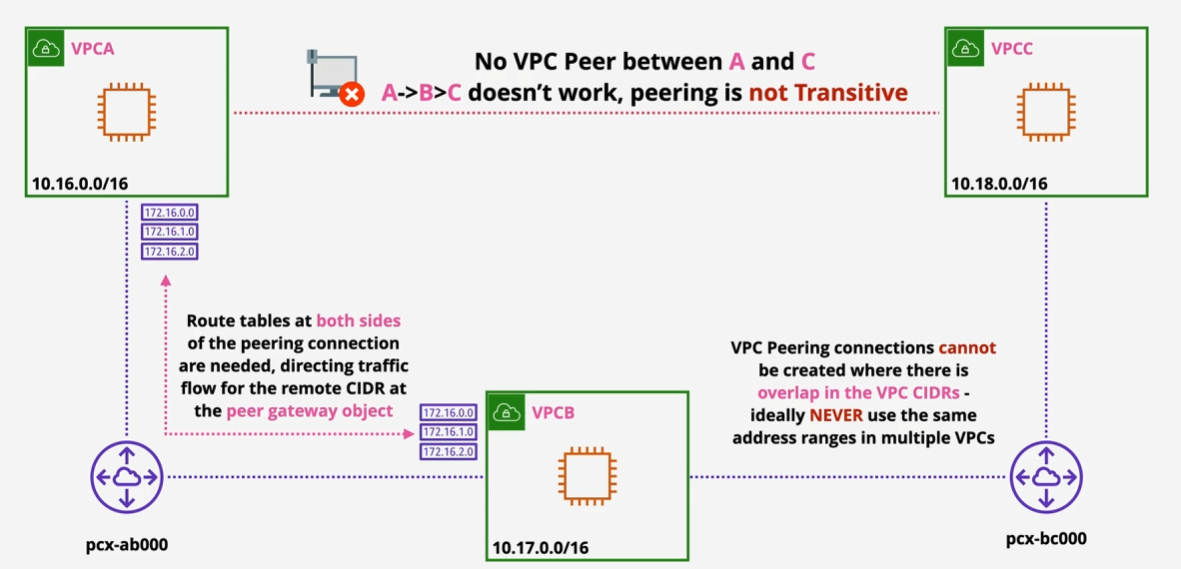 VPCA
10.16.0.0/16
No VPC Peer between A and C
A->B>C doesn't work, peering is not Transitive
VPCC
10.18.0.0/16
172.16.0.0
172.16.1.0
172.16.2.0
Route tables at both sides
of the peering connection
are needed, directing traffic
flow for the remote CIDR at
the peer gateway object
172.16.0.0
172.16.1.0
172.16.2.0
VPCB
10.17.0.0/16
VPC Peering connections cannot
be created where there is
overlap in the VPC CIDRs -
ideally NEVER use the same
address ranges in multiple VPCs
pcx-ab000
pcx-bc000